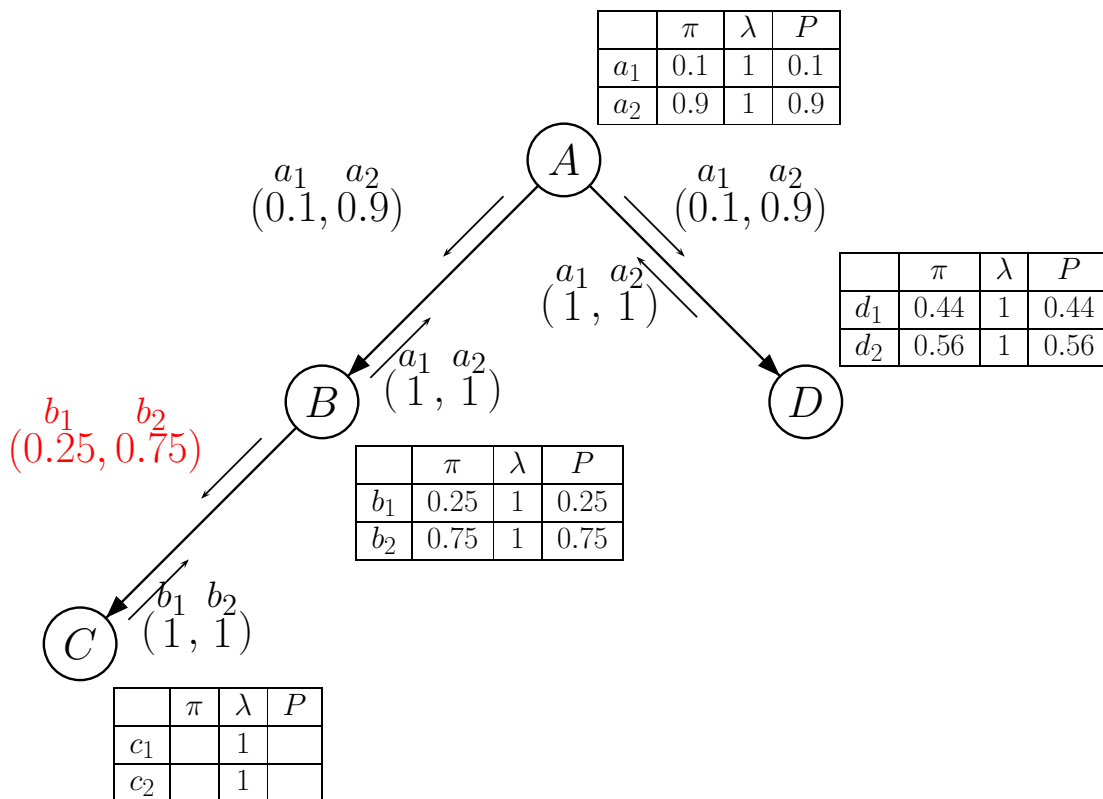 π λ P
a₁ 0.1 1 0.1
a₂ 0.9 1 0.9
A
a₁ a₂
(0.1, 0.9)
a₁ a₂
(0.1, 0.9)
a₁ a₂
(1, 1)
π λ P
d₁ 0.44 1 0.44
d₂ 0.56 1 0.56
a₁ a₂
(1, 1)
B
D
b₁ b₂
(0.25, 0.75)
π λ P
b₁ 0.25 1 0.25
b₂ 0.75 1 0.75
b₁ b₂
(1, 1)
C
π λ P
c₁ 1
c₂ 1